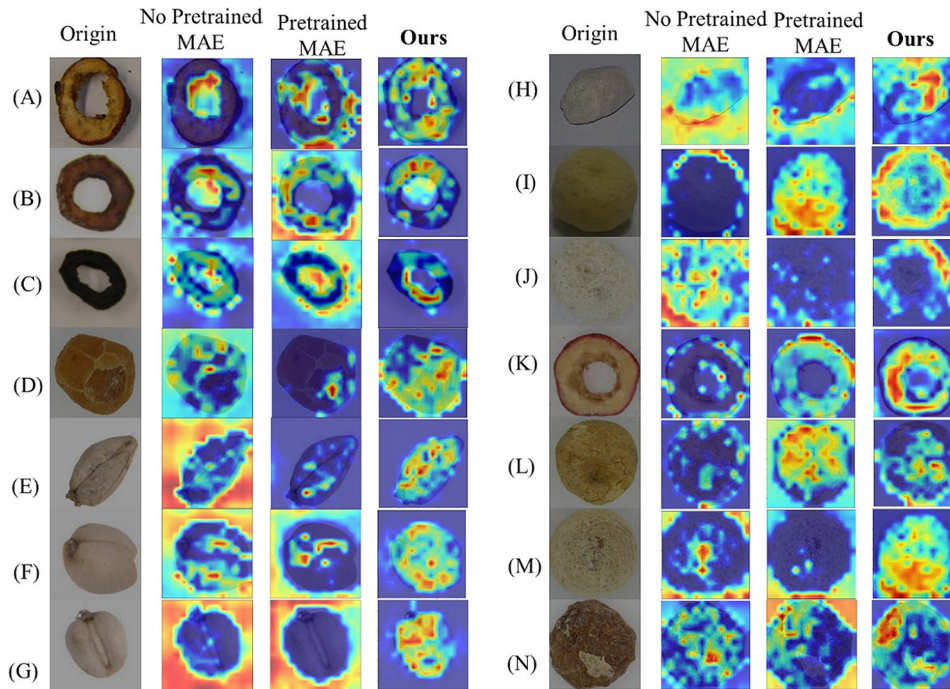 Origin
No Pretrained
MAE
Pretrained
MAE
Ours
(A)
(B)
(C)
(D)
(E)
(F)
(G)
Origin
No Pretrained
MAE
Pretrained
MAE
Ours
(H)
(I)
(J)
(K)
(L)
(M)
(N)